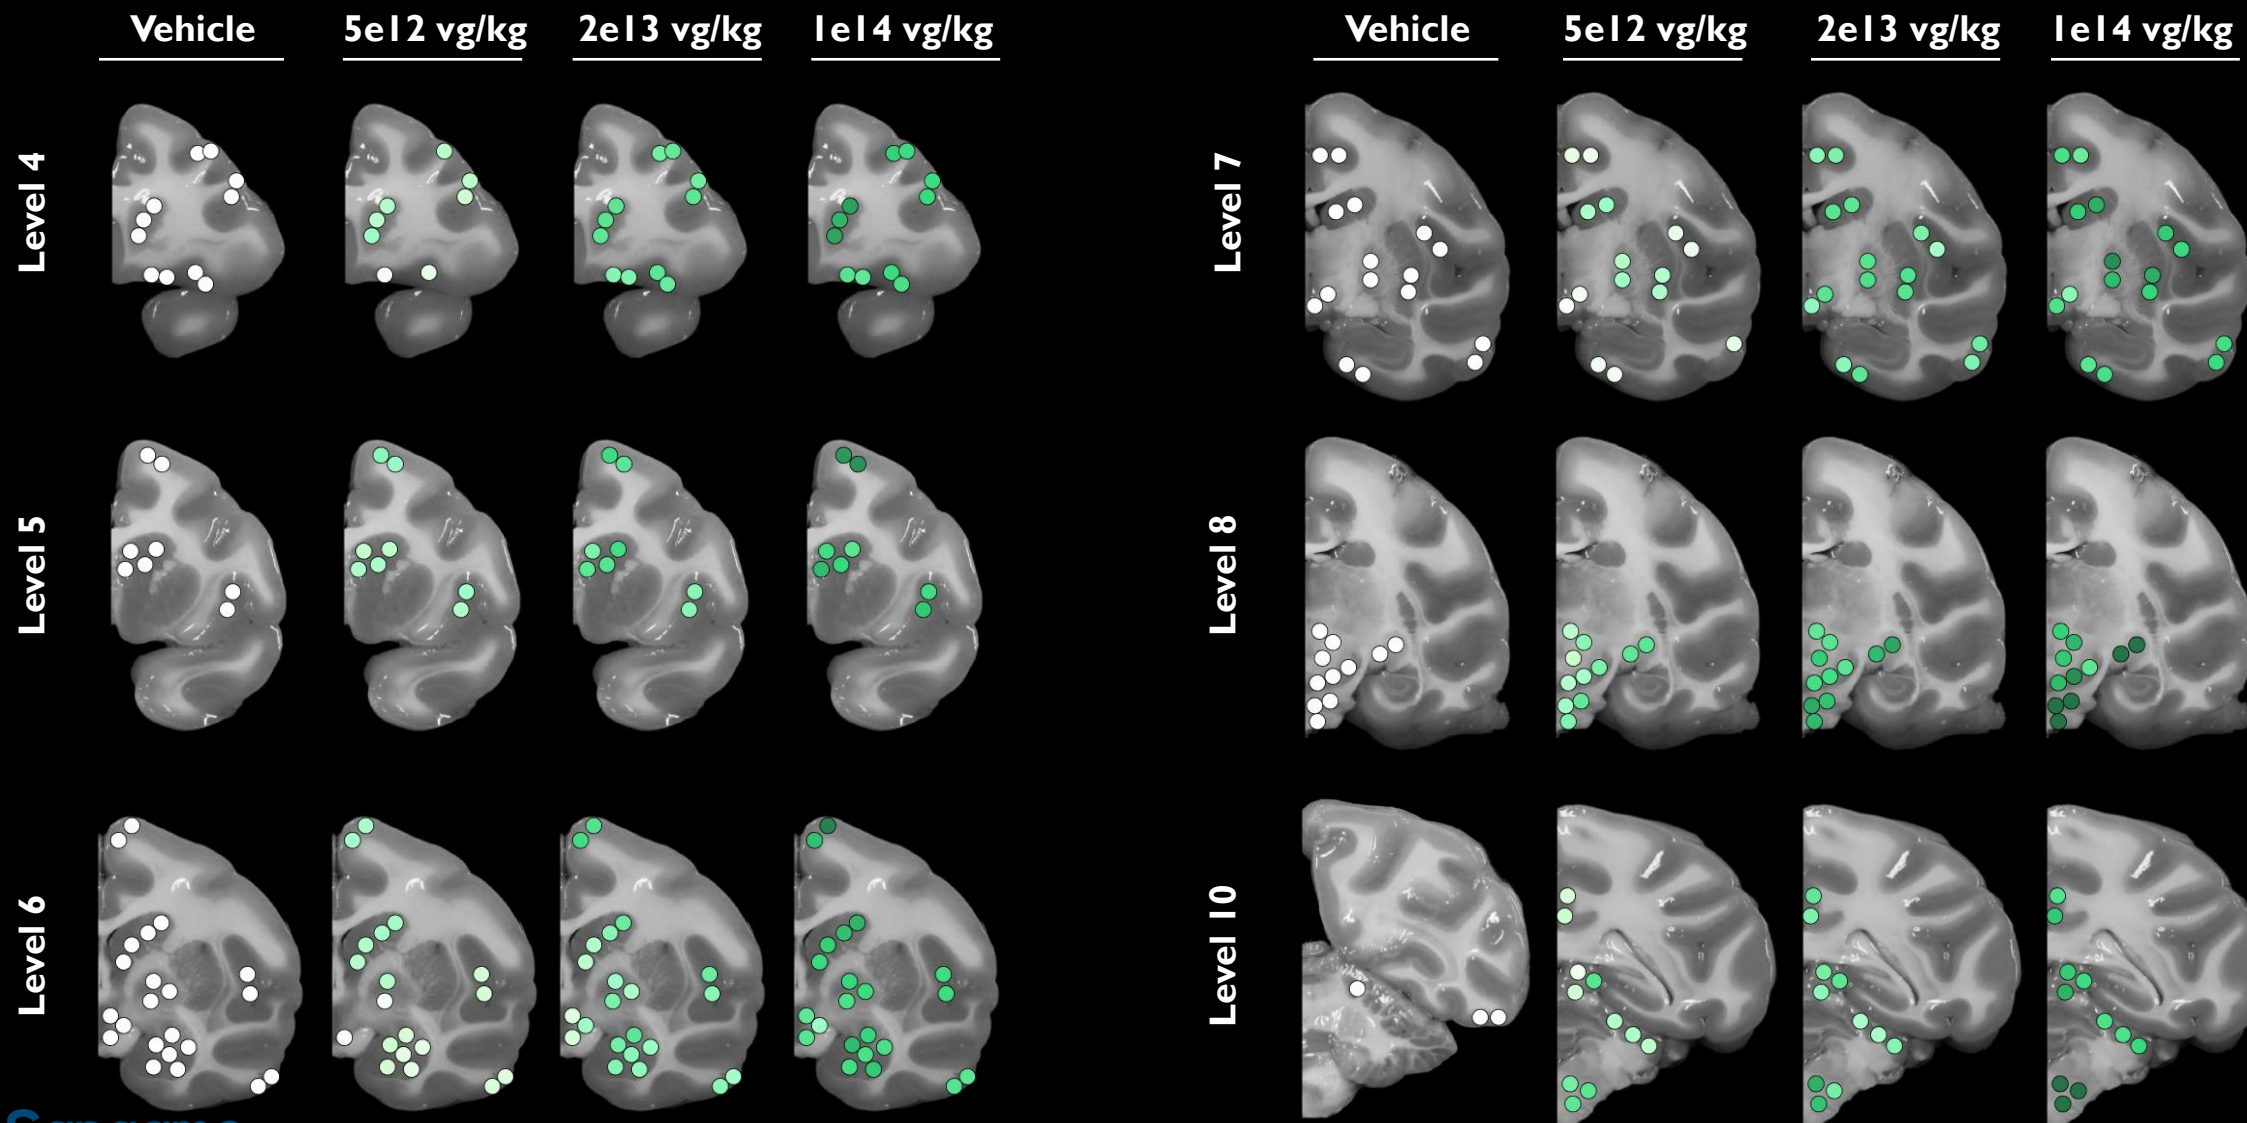 Vehicle 5e12 vg/kg 2e13 vg/kg 1e14 vg/kg
Vehicle 5e12 vg/kg 2e13 vg/kg 1e14 vg/kg
Level 4
Level 7
Level 5
Level 8
Level 6
Level 10